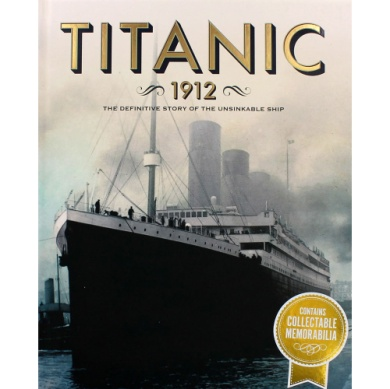 TITANIC
1912
THE DEFINITIVE STORY OF THE UNSINKABLE SHIP
CONTAINS
COLLECTABLE
MEMORABILIA